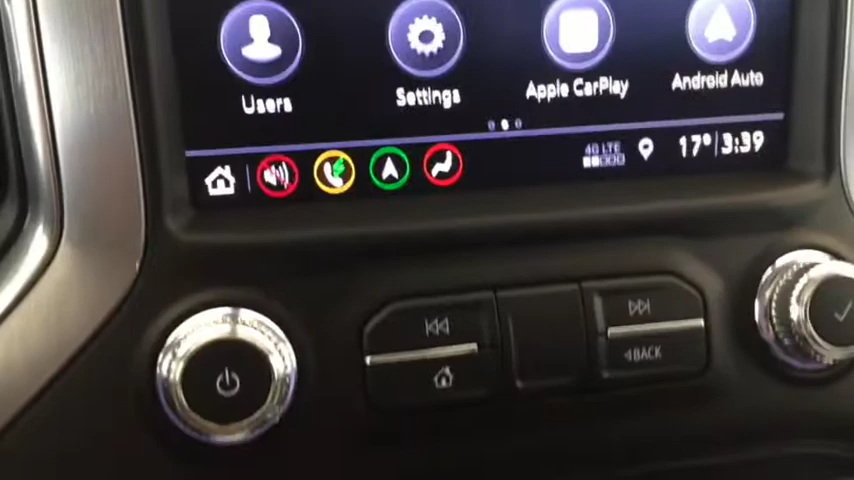 Users
Settings
Apple CarPlay
Android Auto
4G LTE
17° 3:39
BACK